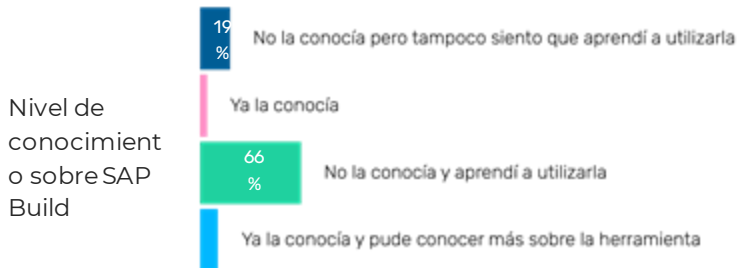 Nivel de
conocimient
o sobre SAP
Build
19
%
No la conocía pero tampoco siento que aprendí a utilizarla
Ya la conocía
66
%
No la conocía y aprendí a utilizarla
Ya la conocía y pude conocer más sobre la herramienta